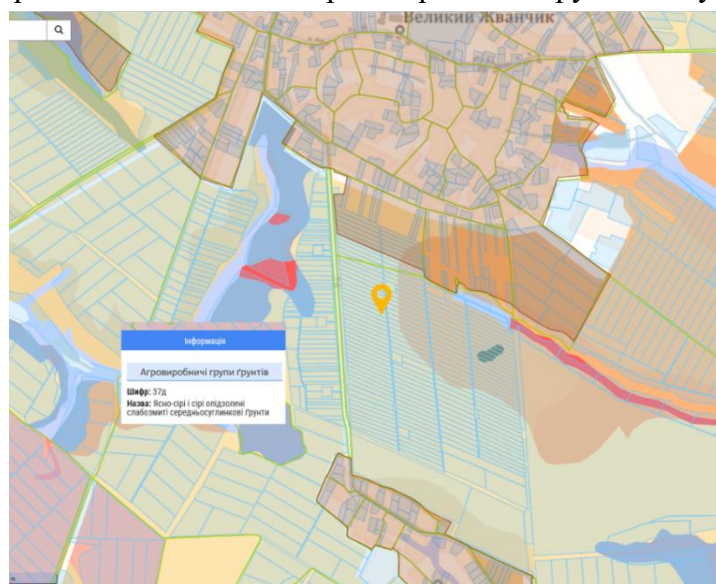 Великий Жванчик
Інформація
Агровиробничі групи ґрунтів
Шифр: 37д
Назва: Ясно-сірі і сірі опідзолені
слабозмиті середньосуглинкові ґрунти